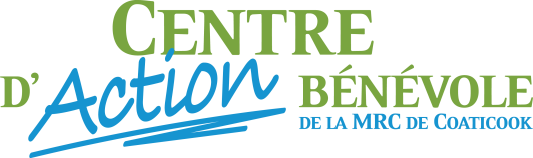 CENTRE
D'Action BÉNÉVOLE
DE LA MRC DE COATICOOK